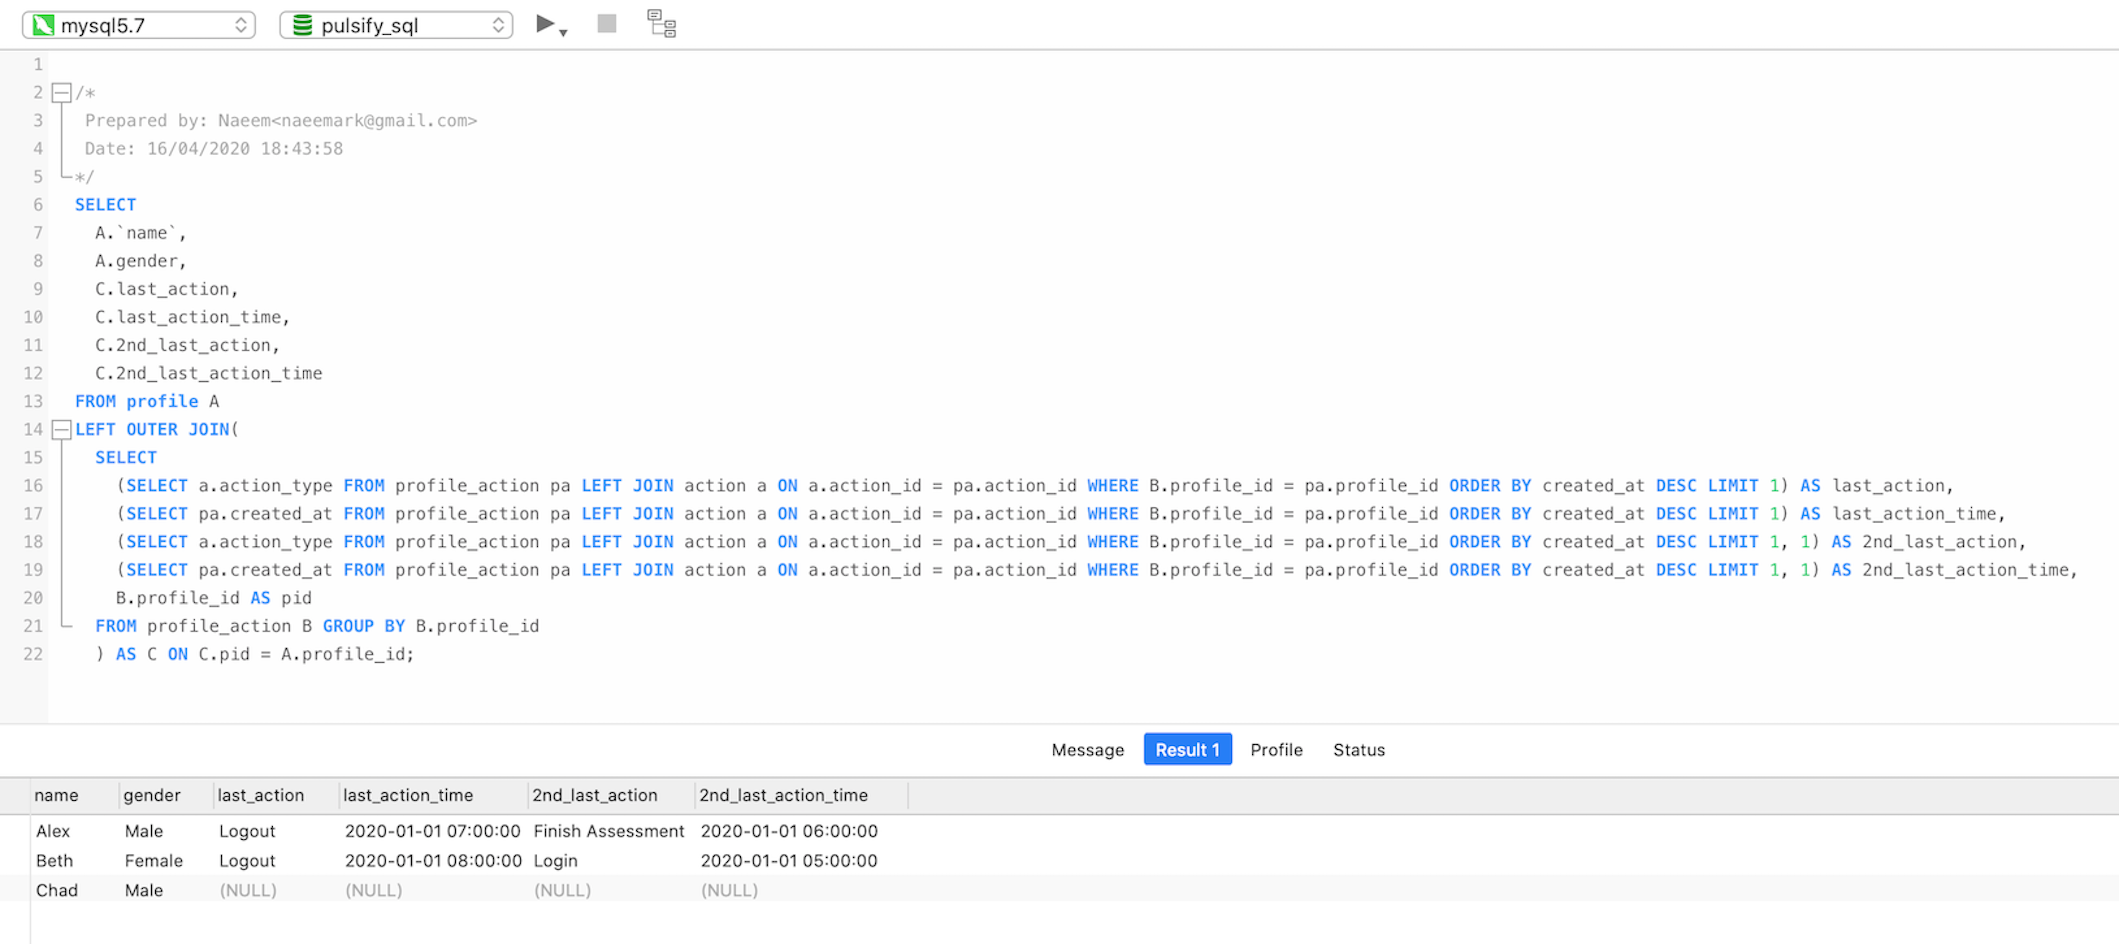 mysql5.7 pulsify_sql
1
2 /*
3 Prepared by: Naeem<naeemark@gmail.com>
4 Date: 16/04/2020 18:43:58
5 */
6 SELECT
7 A.`name`,
8 A.gender,
9 C.last_action,
10 C.last_action_time,
11 C.2nd_last_action,
12 C.2nd_last_action_time
13 FROM profile A
14 LEFT OUTER JOIN(
15 SELECT
16 (SELECT a.action_type FROM profile_action pa LEFT JOIN action a ON a.action_id = pa.action_id WHERE B.profile_id = pa.profile_id ORDER BY created_at DESC LIMIT 1) AS last_action,
17 (SELECT pa.created_at FROM profile_action pa LEFT JOIN action a ON a.action_id = pa.action_id WHERE B.profile_id = pa.profile_id ORDER BY created_at DESC LIMIT 1) AS last_action_time,
18 (SELECT a.action_type FROM profile_action pa LEFT JOIN action a ON a.action_id = pa.action_id WHERE B.profile_id = pa.profile_id ORDER BY created_at DESC LIMIT 1, 1) AS 2nd_last_action,
19 (SELECT pa.created_at FROM profile_action pa LEFT JOIN action a ON a.action_id = pa.action_id WHERE B.profile_id = pa.profile_id ORDER BY created_at DESC LIMIT 1, 1) AS 2nd_last_action_time,
20 B.profile_id AS pid
21 FROM profile_action B GROUP BY B.profile_id
22 ) AS C ON C.pid = A.profile_id;
Message Result 1 Profile Status
name gender last_action last_action_time 2nd_last_action 2nd_last_action_time
Alex Male Logout 2020-01-01 07:00:00 Finish Assessment 2020-01-01 06:00:00
Beth Female Logout 2020-01-01 08:00:00 Login 2020-01-01 05:00:00
Chad Male (NULL) (NULL) (NULL) (NULL)